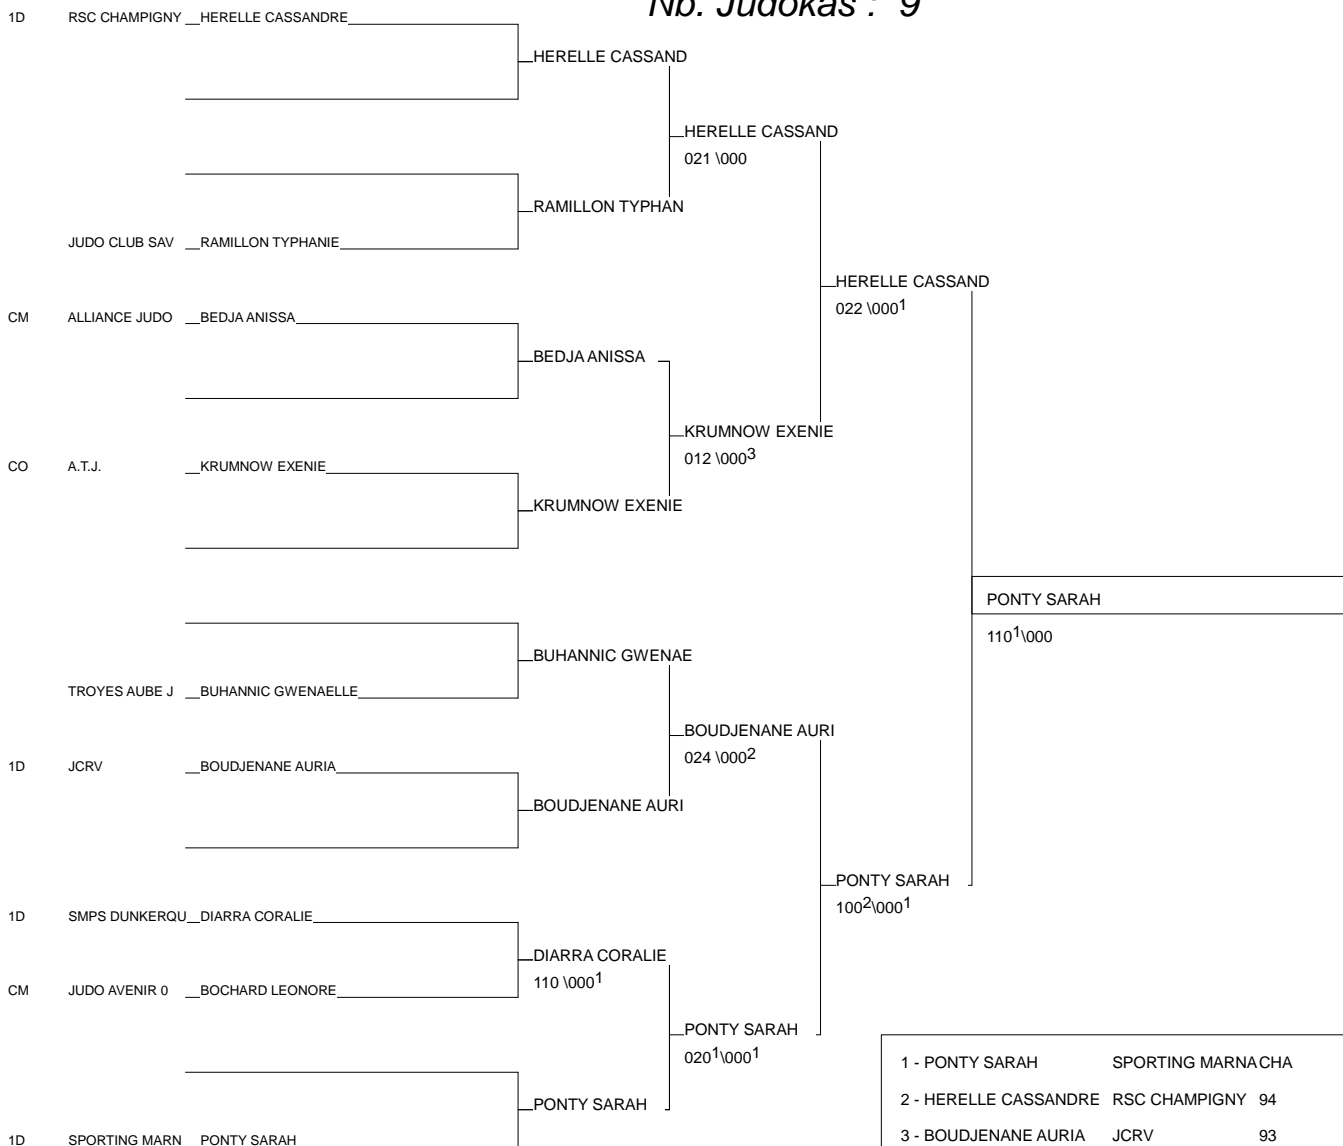 Nb. Judokas : 9
1D RSC CHAMPIGNY HERELLE CASSANDRE
HERELLE CASSAND
HERELLE CASSAND
021 \000
RAMILLON TYPHAN
JUDO CLUB SAV RAMILLON TYPHANIE
HERELLE CASSAND
022 \000¹
CM ALLIANCE JUDO BEDJA ANISSA
BEDJA ANISSA
KRUMNOW EXENIE
012 \000³
CO A.T.J. KRUMNOW EXENIE
KRUMNOW EXENIE
PONTY SARAH
110¹\000
BUHANNIC GWENAE
TROYES AUBE J BUHANNIC GWENAELLE
BOUDJENANE AURI
024 \000²
1D JCRV BOUDJENANE AURIA
BOUDJENANE AURI
PONTY SARAH
100²\000¹
1D SMPS DUNKERQU DIARRA CORALIE
DIARRA CORALIE
110 \000¹
CM JUDO AVENIR 0 BOCHARD LEONORE
PONTY SARAH
020¹\000¹
PONTY SARAH
1D SPORTING MARN PONTY SARAH
1 - PONTY SARAH SPORTING MARNACHA
2 - HERELLE CASSANDRE RSC CHAMPIGNY 94
3 - BOUDJENANE AURIA JCRV 93